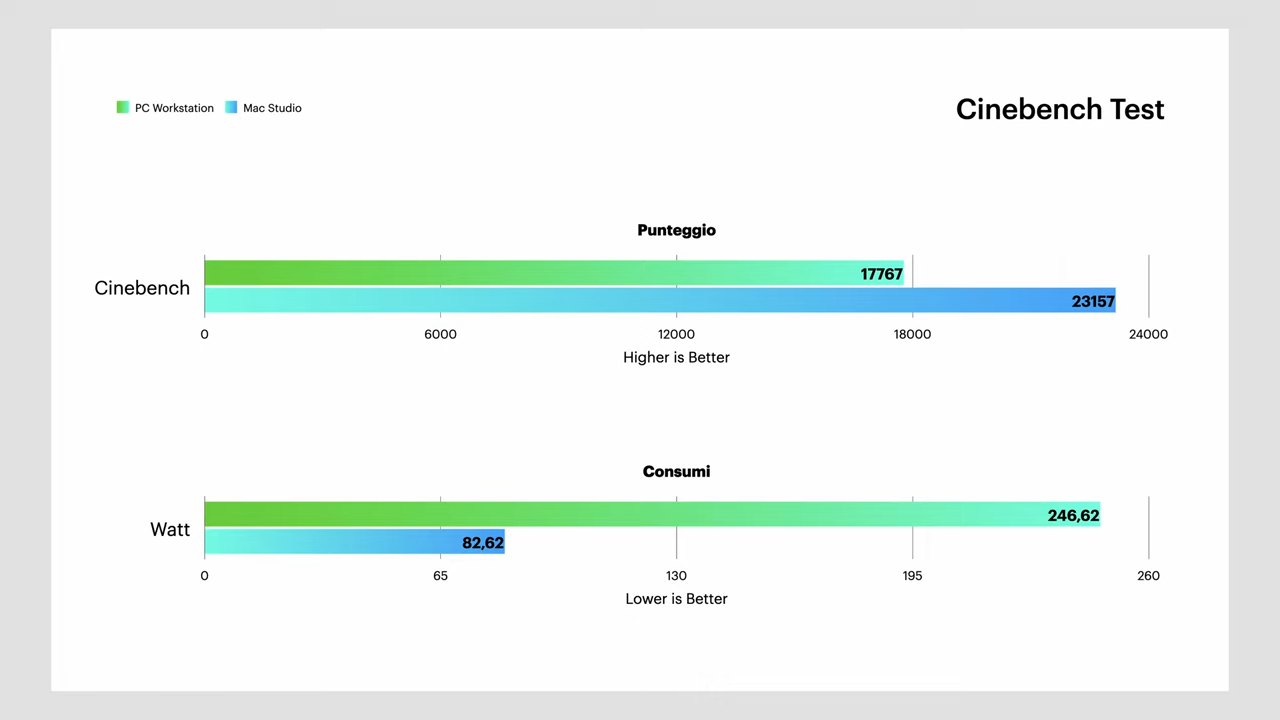 PC Workstation
Mac Studio
Cinebench Test
Punteggio
Cinebench
17767
23157
0
6000
12000
18000
24000
Higher is Better
Consumi
Watt
246,62
82,62
0
65
130
195
260
Lower is Better